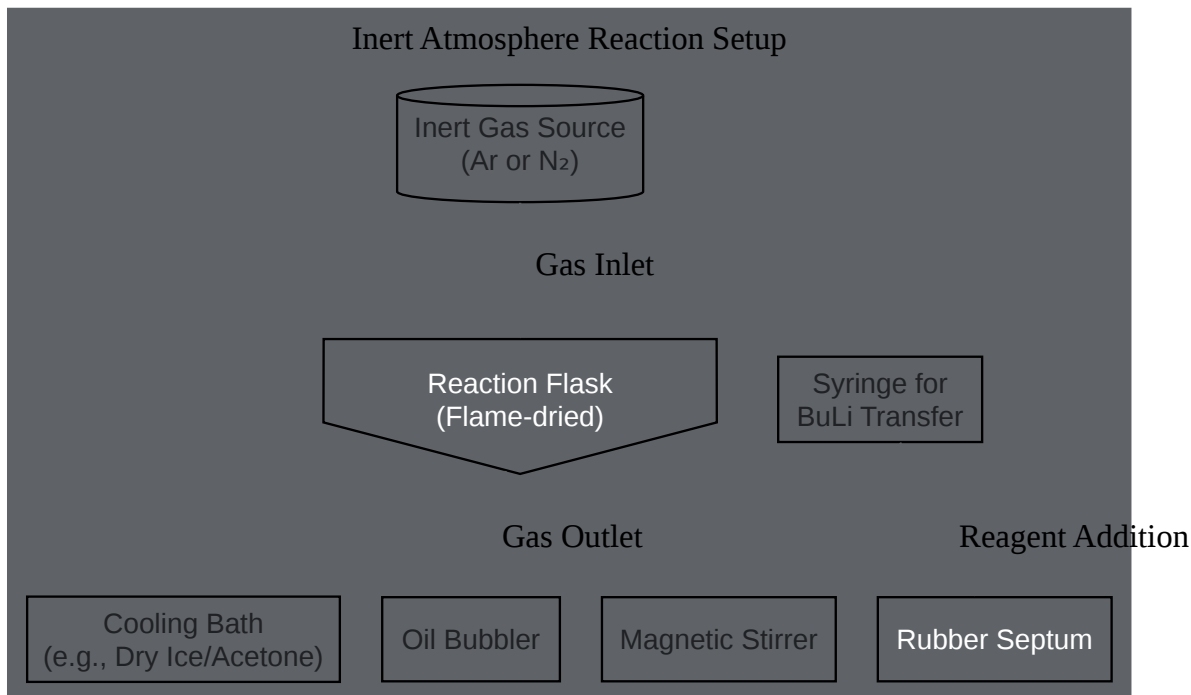 Inert Atmosphere Reaction Setup
Inert Gas Source
(Ar or N₂)
Gas Inlet
Reaction Flask
(Flame-dried)
Syringe for
BuLi Transfer
Gas Outlet
Reagent Addition
Cooling Bath
(e.g., Dry Ice/Acetone)
Oil Bubbler
Magnetic Stirrer
Rubber Septum